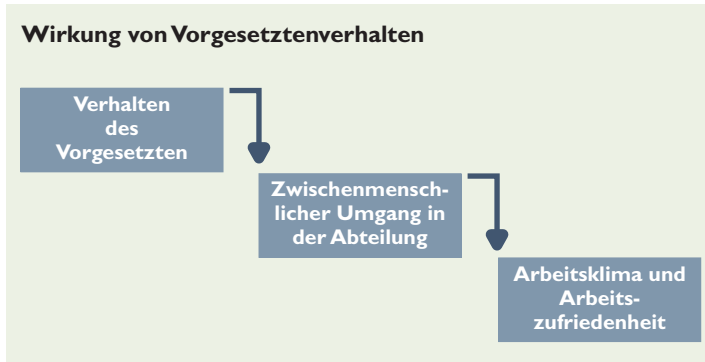 Wirkung von Vorgesetztenverhalten
Verhalten
des
Vorgesetzten
Zwischenmensch-
licher Umgang in
der Abteilung
Arbeitsklima und
Arbeits-
zufriedenheit